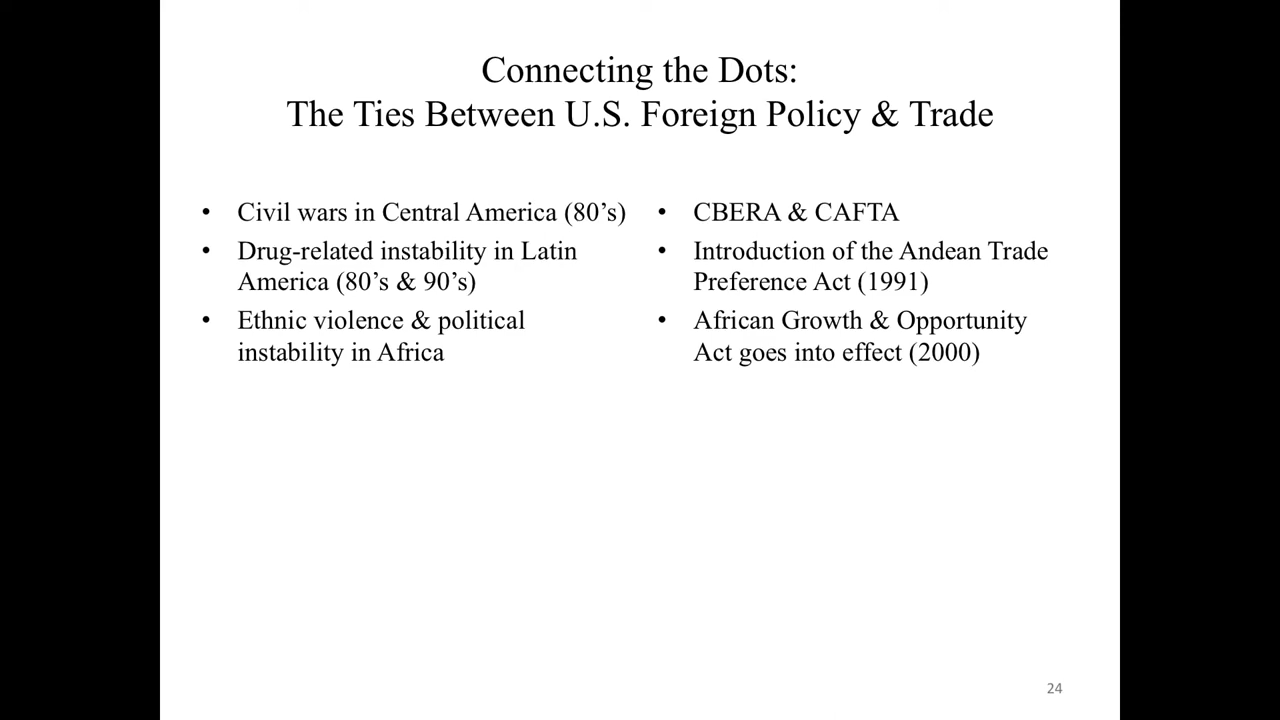 Connecting the Dots:
The Ties Between U.S. Foreign Policy & Trade
• Civil wars in Central America (80’s)
• Drug-related instability in Latin
America (80’s & 90’s)
• Ethnic violence & political
instability in Africa
• CBERA & CAFTA
• Introduction of the Andean Trade
Preference Act (1991)
• African Growth & Opportunity
Act goes into effect (2000)
24